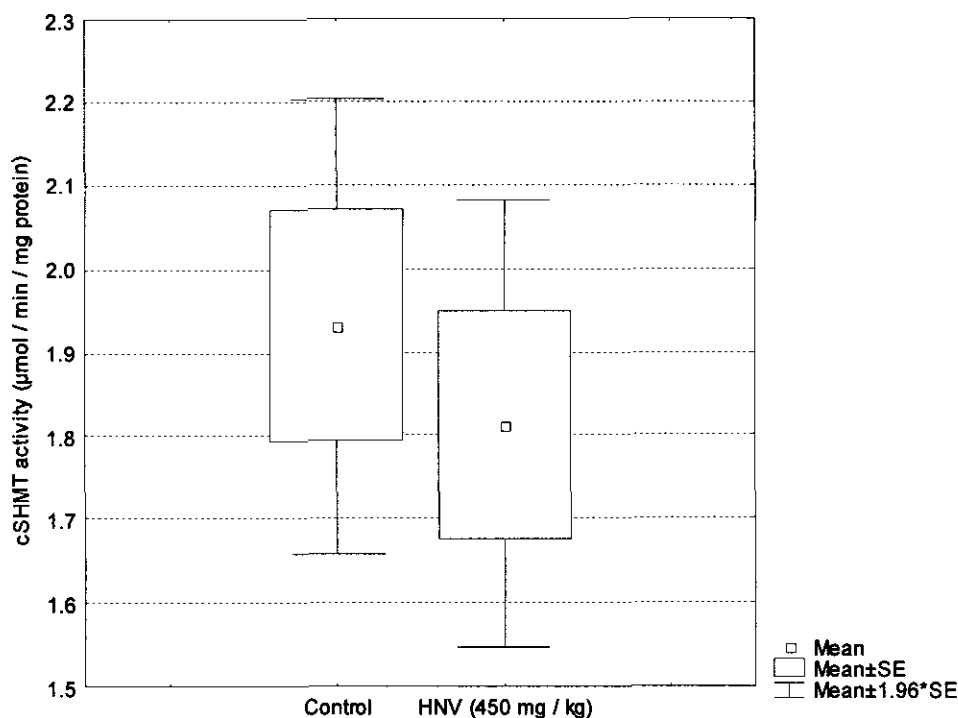 2.3
2.2
2.1
2.0
1.9
1.8
1.7
1.6
1.5
cSHMT activity (µmol / min / mg protein)
Control HNV (450 mg / kg)
Mean
Mean±SE
Mean±1.96*SE